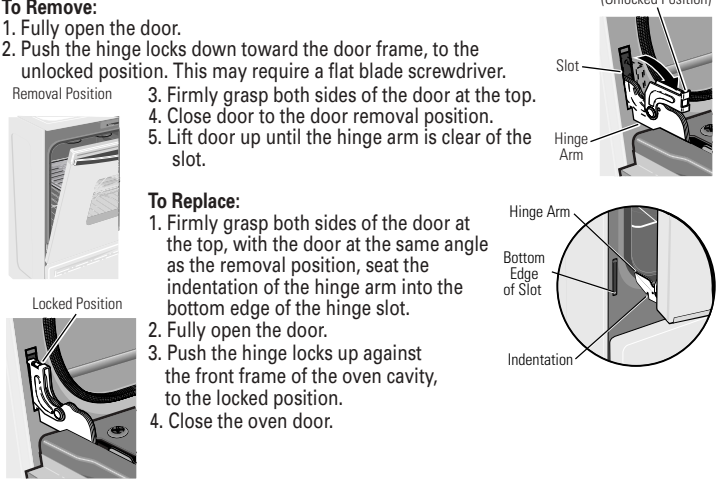 To Remove:
1. Fully open the door.
2. Push the hinge locks down toward the door frame, to the
unlocked position. This may require a flat blade screwdriver.
3. Firmly grasp both sides of the door at the top.
4. Close door to the door removal position.
5. Lift door up until the hinge arm is clear of the
slot.
Removal Position
(Unlocked Position)
Slot
Hinge
Arm
To Replace:
1. Firmly grasp both sides of the door at
the top, with the door at the same angle
as the removal position, seat the
indentation of the hinge arm into the
bottom edge of the hinge slot.
2. Fully open the door.
3. Push the hinge locks up against
the front frame of the oven cavity,
to the locked position.
4. Close the oven door.
Locked Position
Hinge Arm
Bottom
Edge
of Slot
Indentation